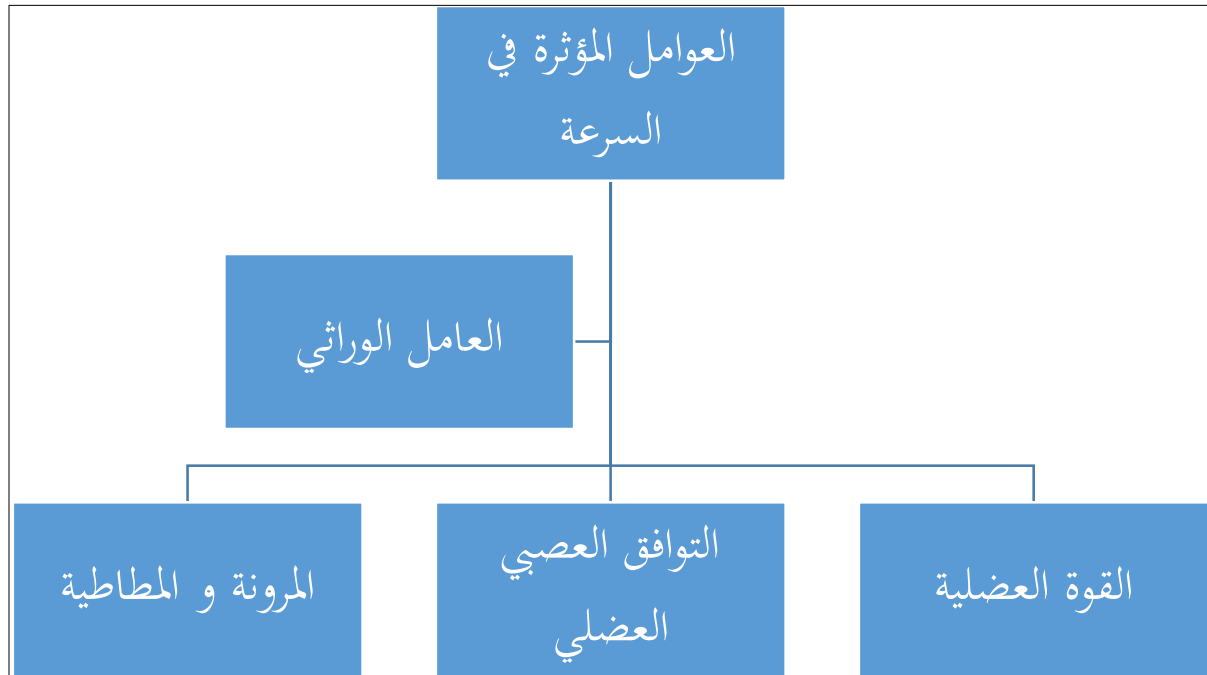 العوامل المؤثرة في
السرعة
العامل الوراثي
القوة العضلية
التوافق العصبي
العضلي
المرونة و المطاطية